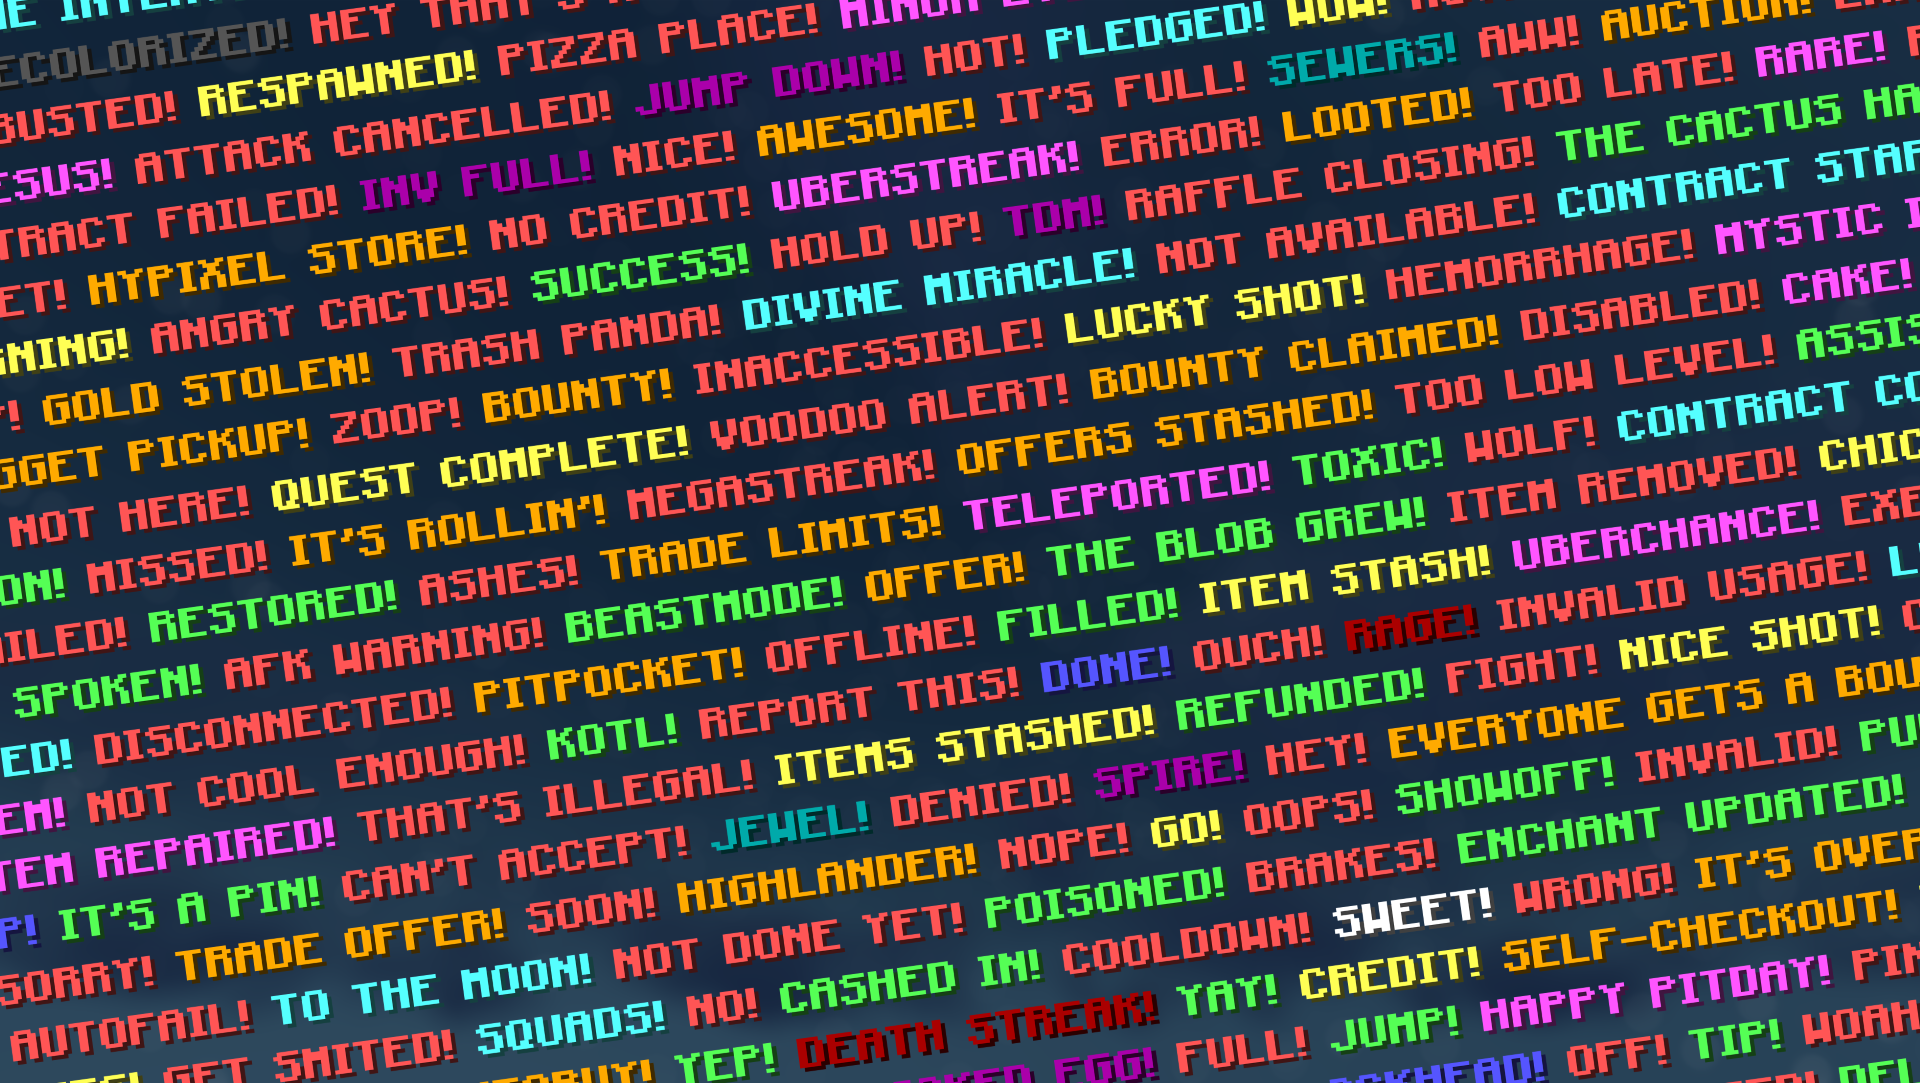 ECOLORIZED! HEY THAT'S
BUSTED! RESPAWNED! PIZZA PLACE! MINOR
ESUS! ATTACK CANCELLED! JUMP DOWN! HOT! PLEDGED! WOW!
TRACT FAILED! INV FULL! NICE! AWESOME! IT'S FULL! SEWERS! AWW! AUCTION!
ET! HYPIXEL STORE! NO CREDIT! UBERSTREAK! ERROR! LOOTED! TOO LATE! RARE!
GNING! ANGRY CACTUS! SUCCESS! HOLD UP! TOM! RAFFLE CLOSING! THE CACTUS HA
! GOLD STOLEN! TRASH PANDA! DIVINE MIRACLE! NOT AVAILABLE! CONTRACT STAR
GGET PICKUP! ZOOP! BOUNTY! INACCESSIBLE! LUCKY SHOT! HEMORRHAGE! MYSTIC
NOT HERE! QUEST COMPLETE! VOODOO ALERT! BOUNTY CLAIMED! DISABLED! CAKE!
ON! MISSED! IT'S ROLLIN'! MEGASTREAK! OFFERS STASHED! TOO LOW LEVEL! ASSIS
ILED! RESTORED! ASHES! TRADE LIMITS! TELEPORTED! TOXIC! WOLF! CONTRACT CO
SPOKEN! AFK WARNING! BEASTMODE! OFFER! THE BLOB GREW! ITEM REMOVED! CHIC
ED! DISCONNECTED! PITPOCKET! OFFLINE! FILLED! ITEM STASH! UBERCHANCE! EXE
EM! NOT COOL ENOUGH! KOTL! REPORT THIS! DONE! OUCH! RAGE! INVALID USAGE! L
TEM REPAIRED! THAT'S ILLEGAL! ITEMS STASHED! REFUNDED! FIGHT! NICE SHOT!
P! IT'S A PIN! CAN'T ACCEPT! JEWEL! DENIED! SPIRE! HEY! EVERYONE GETS A BOU
SORRY! TRADE OFFER! SOON! HIGHLANDER! NOPE! GO! OOPS! SHOWOFF! INVALID! PU
AUTOFAIL! TO THE MOON! NOT DONE YET! POISONED! BRAKES! ENCHANT UPDATED!
GET SMITED! SQUADS! NO! CASHED IN! COOLDOWN! SWEET! WRONG! IT'S OVER
YEP! DEATH STREAK! YAY! CREDIT! SELF-CHECKOUT!
EGG! FULL! JUMP! HAPPY PITDAY! PIN
KHEAD! OFF! TIP! WOAH